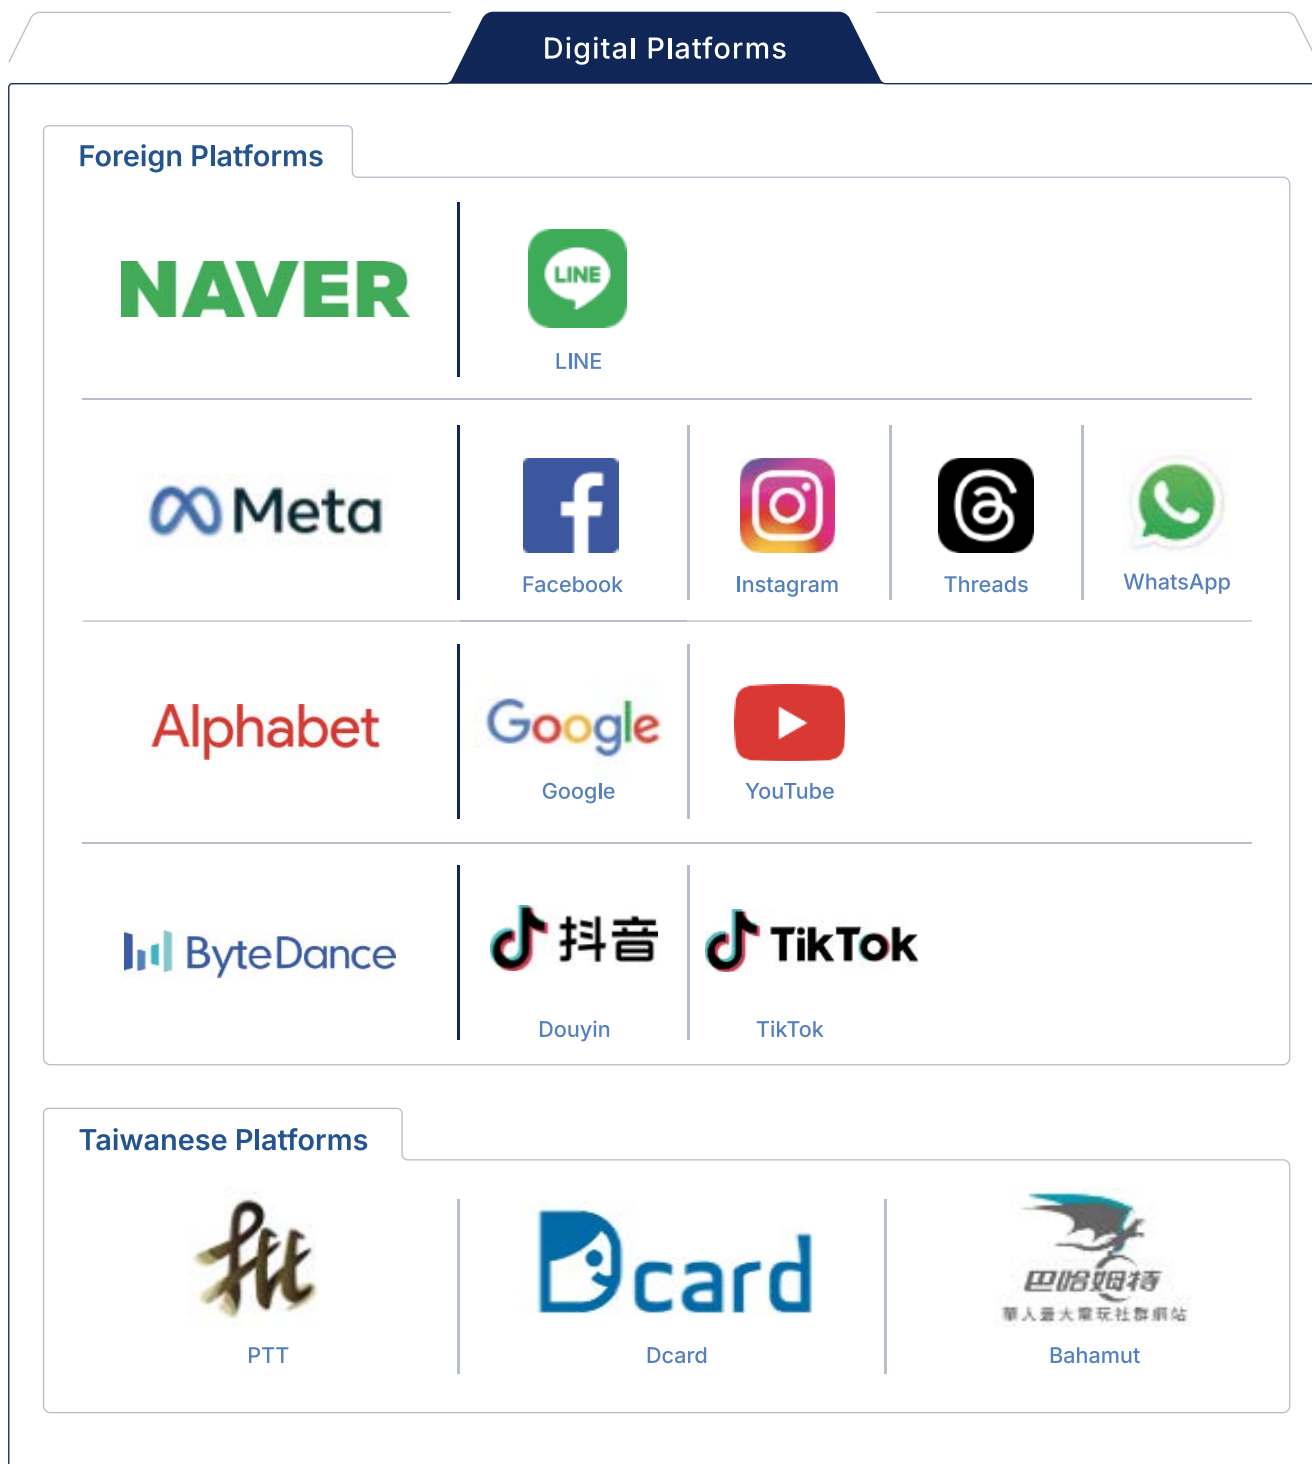 Digital Platforms
Foreign Platforms
NAVER
LINE
LINE
Meta
Facebook
Instagram
Threads
WhatsApp
Alphabet
Google
Google
YouTube
ByteDance
抖音
Douyin
TikTok
TikTok
Taiwanese Platforms
ptt
PTT
Dcard
Dcard
巴哈姆特
華人最大電玩社群網站
Bahamut